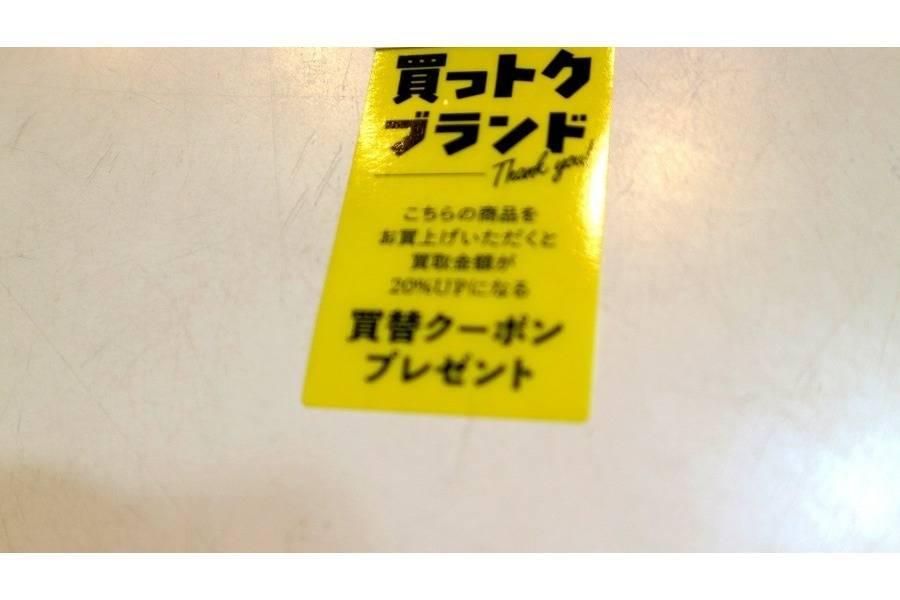 買っトク
ブランド
Thank you!
こちらの商品を
お買上げいただくと
買取金額が
20%UPになる
買替クーポン
プレゼント